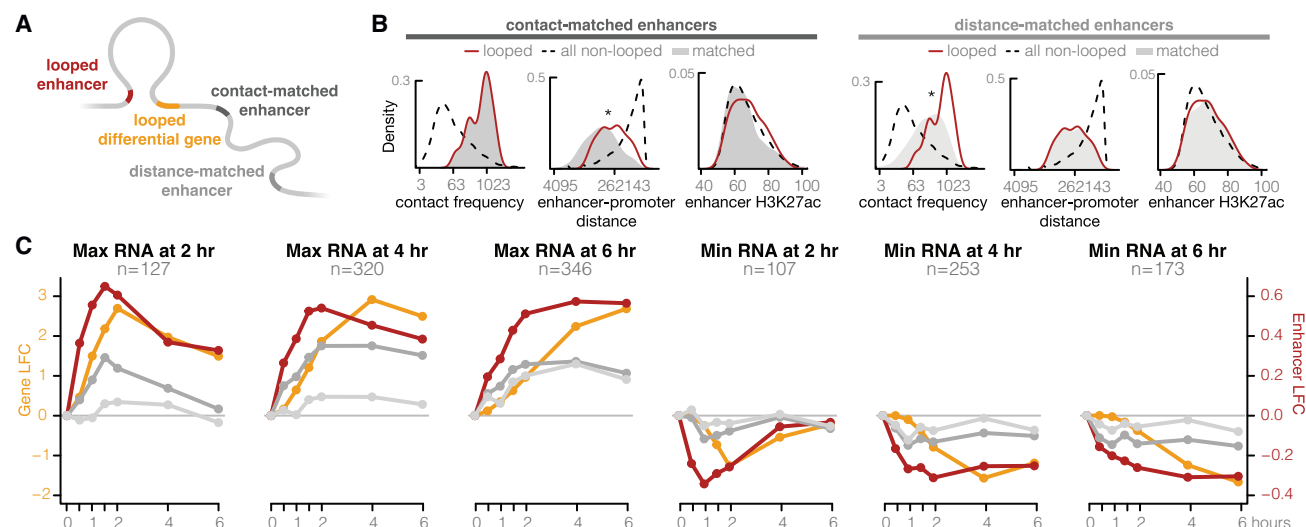 A
looped
enhancer
looped
differential gene
contact-matched
enhancer
distance-matched
enhancer
B
contact-matched enhancers
looped all non-looped matched
Density
0.3
3 63 1023
contact frequency
0.5
*
4095 262143
enhancer-promoter
distance
0.05
40 60 80 100
enhancer H3K27ac
distance-matched enhancers
looped all non-looped matched
0.3
*
3 63 1023
contact frequency
0.5
4095 262143
enhancer-promoter
distance
0.05
40 60 80 100
enhancer H3K27ac
C
Max RNA at 2 hr
n=127
Max RNA at 4 hr
n=320
Max RNA at 6 hr
n=346
Min RNA at 2 hr
n=107
Min RNA at 4 hr
n=253
Min RNA at 6 hr
n=173
Gene LFC
3
2
1
0
−1
−2
0.6
0.4
0.2
0.0
−0.2
−0.4
Enhancer LFC
0 1 2 4 6
0 1 2 4 6
0 1 2 4 6
0 1 2 4 6
0 1 2 4 6
0 1 2 4 6 hours